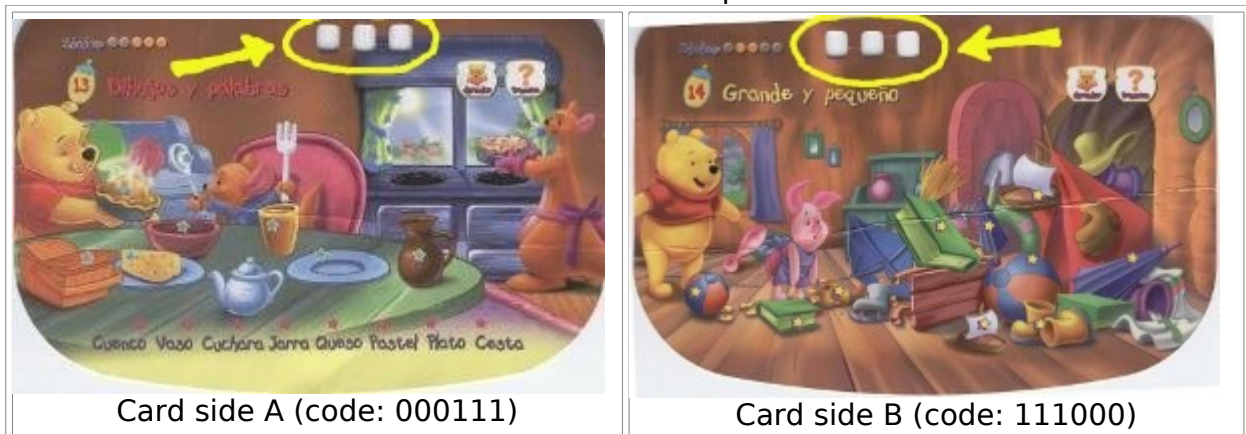 13 Dibujos y palabras
Cuenco Vaso Cuchara Jarra Queso Pastel Plato Cesta
Card side A (code: 000111)
14 Grande y pequeño
Card side B (code: 111000)